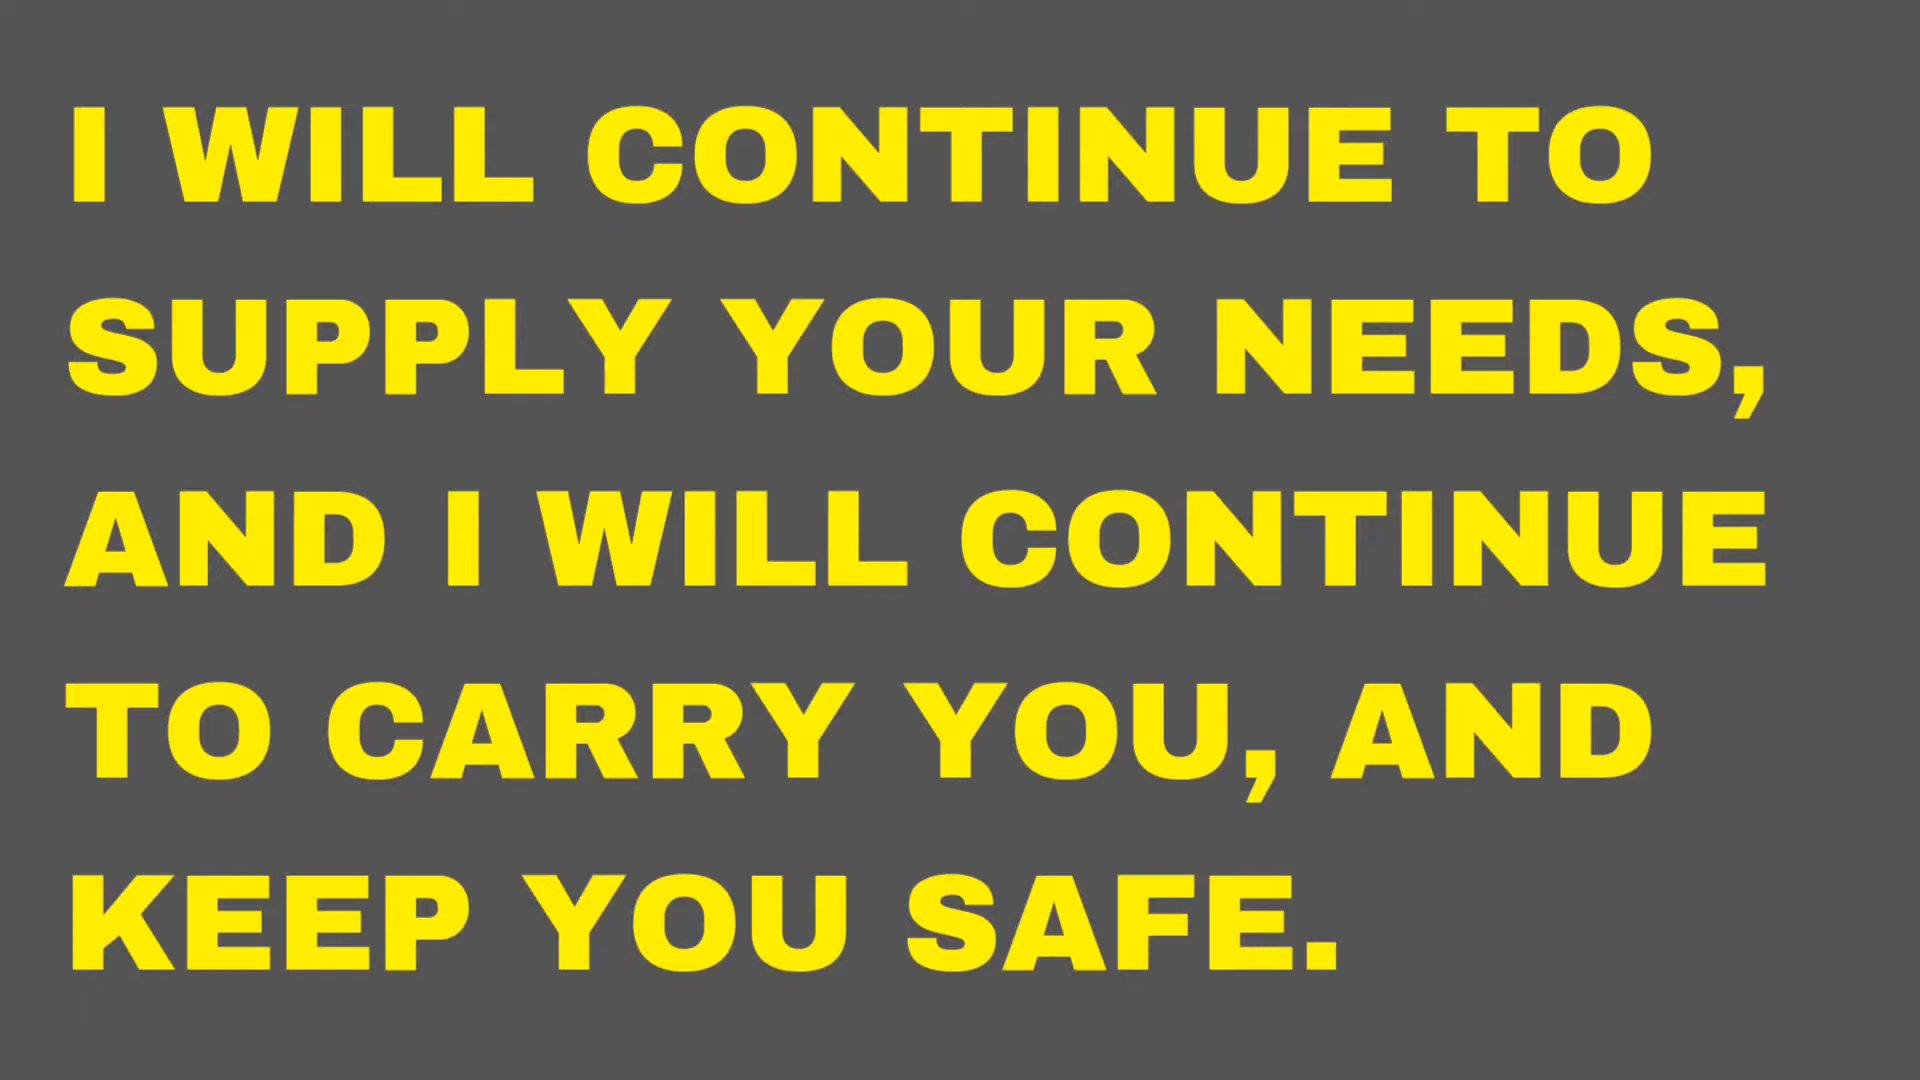 I WILL CONTINUE TO
SUPPLY YOUR NEEDS,
AND I WILL CONTINUE
TO CARRY YOU, AND
KEEP YOU SAFE.